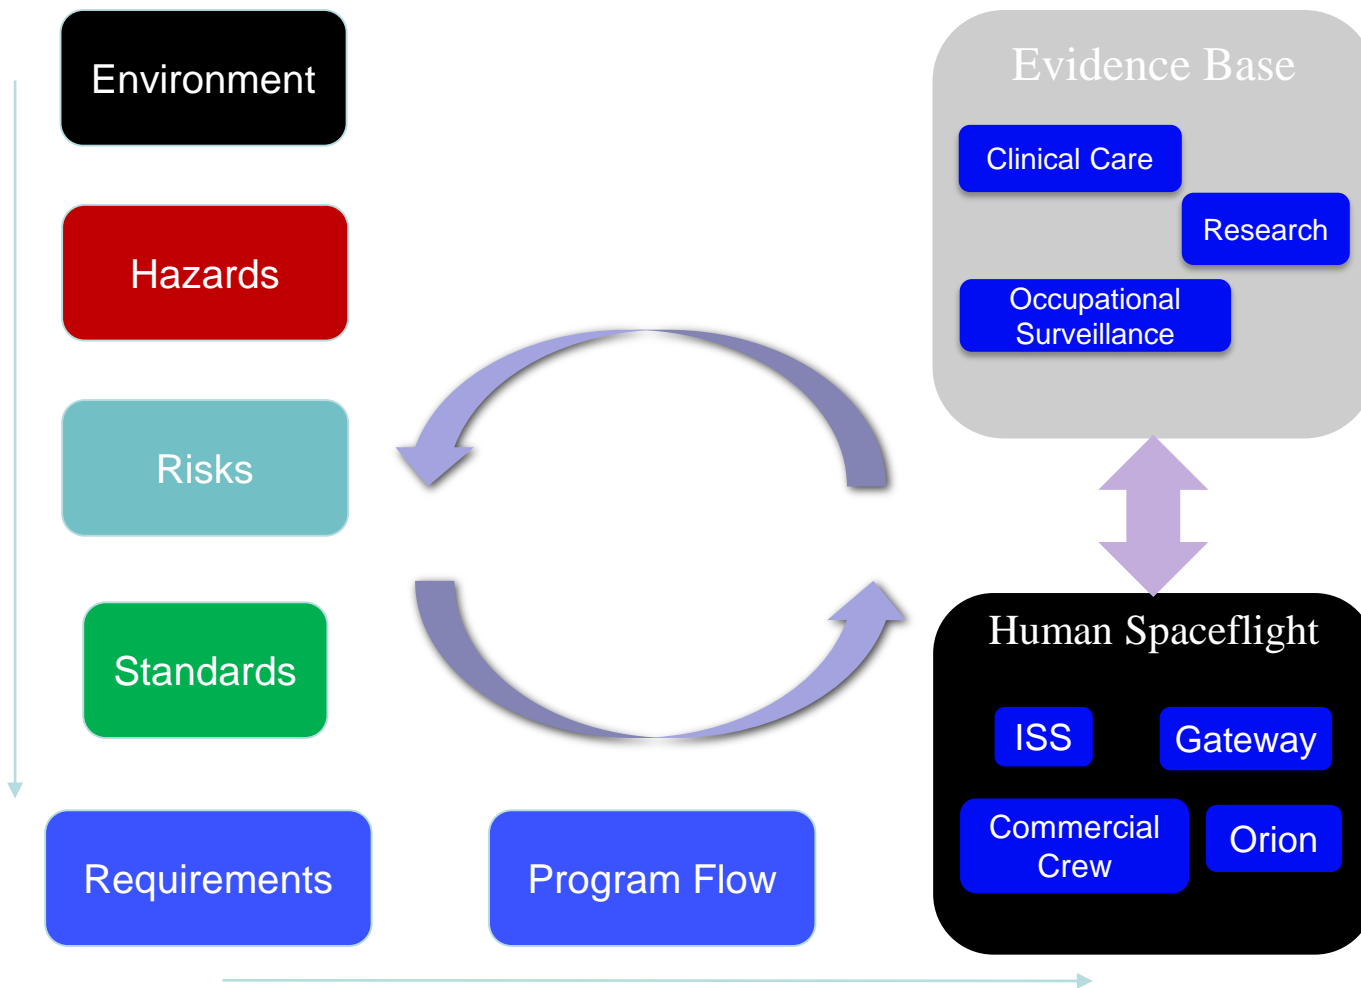 Environment
Hazards
Risks
Standards
Requirements
Program Flow
Evidence Base
Clinical Care
Research
Occupational
Surveillance
Human Spaceflight
ISS
Gateway
Commercial
Crew
Orion